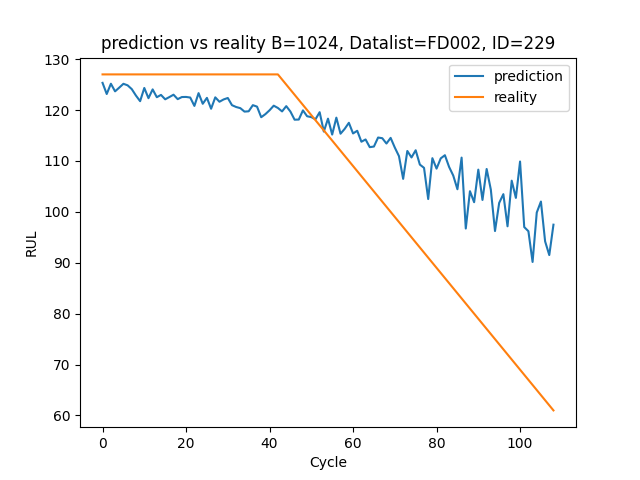 prediction vs reality B=1024, Datalist=FD002, ID=229
prediction
reality
130
120
110
100
90
80
70
60
RUL
0
20
40
60
80
100
Cycle